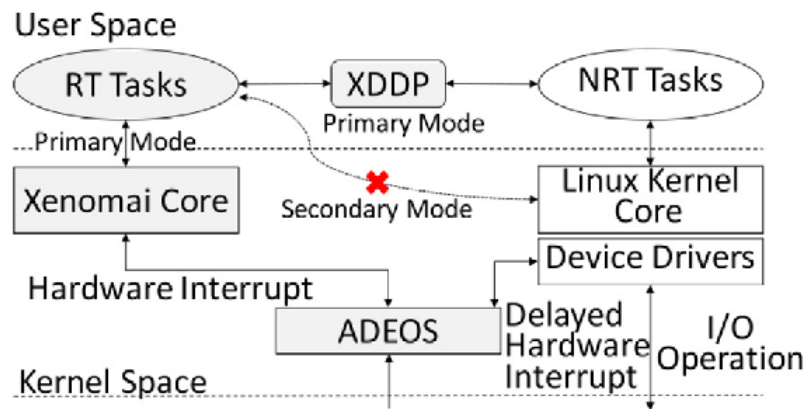 User Space
RT Tasks
XDDP
NRT Tasks
Primary Mode
Primary Mode
Xenomai Core
Secondary Mode
Linux Kernel
Core
Device Drivers
Hardware Interrupt
ADEOS
Delayed
Hardware
Interrupt
I/O
Operation
Kernel Space